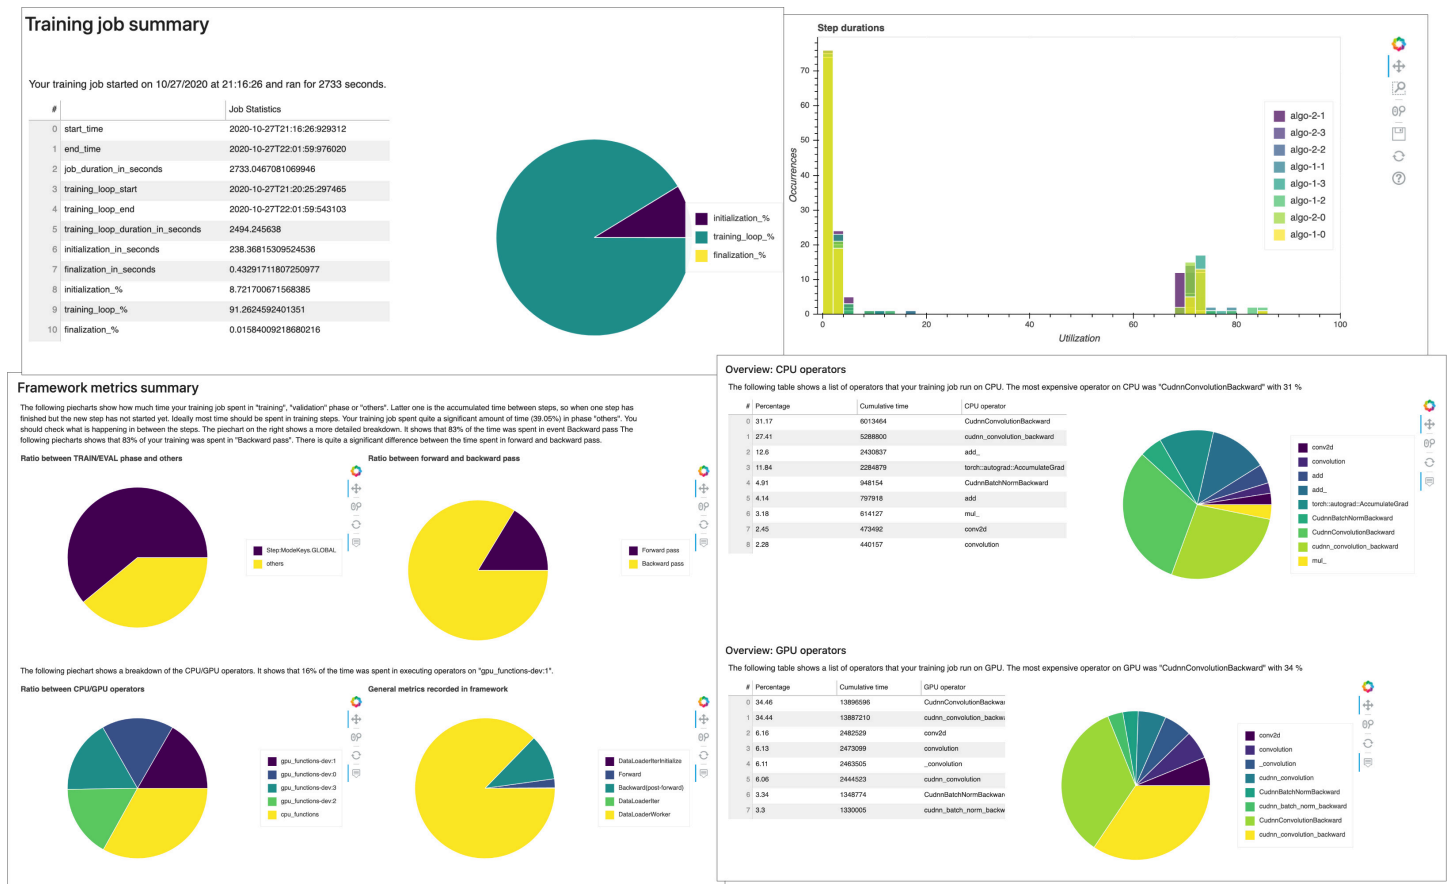 Training job summary
Your training job started on 10/27/2020 at 21:16:26 and ran for 2733 seconds.
# Job Statistics
0 start_time 2020-10-27T21:16:26:929312
1 end_time 2020-10-27T22:01:59:976020
2 job_duration_in_seconds 2733.0467081069946
3 training_loop_start 2020-10-27T21:20:25:297465
4 training_loop_end 2020-10-27T22:01:59:543103
5 training_loop_duration_in_seconds 2494.245638
6 initialization_in_seconds 238.36815309524536
7 finalization_in_seconds 0.43291711807250977
8 initialization_% 8.721700671568385
9 training_loop_% 91.2624592401351
10 finalization_% 0.01584009218680216
initialization_%
training_loop_%
finalization_%
Step durations
Occurrences
70
60
50
40
30
20
10
0
0 20 40 60 80 100
Utilization
algo-2-1
algo-2-3
algo-2-2
algo-1-1
algo-1-3
algo-1-2
algo-2-0
algo-1-0
Framework metrics summary
The following piecharts show how much time your training job spent in "training", "validation" phase or "others". Latter one is the accumulated time between steps, so when one step has
finished but the new step has not started yet. Ideally most time should be spent in training steps. Your training job spent quite a significant amount of time (39.05%) in phase "others". You
should check what is happening in between the steps. The piechart on the right shows a more detailed breakdown. It shows that 83% of the time was spent in event Backward pass The
following piecharts shows that 83% of your training was spent in "Backward pass". There is quite a significant difference between the time spent in forward and backward pass.
Ratio between TRAIN/EVAL phase and others
Step:ModeKeys.GLOBAL
others
Ratio between forward and backward pass
Forward pass
Backward pass
The following piechart shows a breakdown of the CPU/GPU operators. It shows that 16% of the time was spent in executing operators on "gpu_functions-dev:1".
Ratio between CPU/GPU operators
gpu_functions-dev:1
gpu_functions-dev:0
gpu_functions-dev:3
gpu_functions-dev:2
cpu_functions
General metrics recorded in framework
DataLoaderIterInitialize
Forward
Backward(post-forward)
DataLoaderIter
DataLoaderWorker
Overview: CPU operators
The following table shows a list of operators that your training job run on CPU. The most expensive operator on CPU was "CudnnConvolutionBackward" with 31 %
# Percentage Cumulative time CPU operator
0 31.17 6013464 CudnnConvolutionBackward
1 27.41 5288800 cudnn_convolution_backward
2 12.6 2430837 add_
3 11.84 2284879 torch::autograd::AccumulateGrad
4 4.91 948154 CudnnBatchNormBackward
5 4.14 797918 add
6 3.18 614127 mul_
7 2.45 473492 conv2d
8 2.28 440157 convolution
conv2d
convolution
add
add_
torch::autograd::AccumulateGrad
CudnnBatchNormBackward
CudnnConvolutionBackward
cudnn_convolution_backward
mul_
Overview: GPU operators
The following table shows a list of operators that your training job run on GPU. The most expensive operator on GPU was "CudnnConvolutionBackward" with 34 %
# Percentage Cumulative time GPU operator
0 34.46 13896596 CudnnConvolutionBackwar
1 34.44 13887210 cudnn_convolution_backwa
2 6.16 2482529 conv2d
3 6.13 2473099 convolution
4 6.11 2463505 _convolution
5 6.06 2444523 cudnn_convolution
6 3.34 1348774 CudnnBatchNormBackward
7 3.3 1330005 cudnn_batch_norm_backw
conv2d
convolution
_convolution
cudnn_convolution
CudnnBatchNormBackward
cudnn_batch_norm_backward
CudnnConvolutionBackward
cudnn_convolution_backward